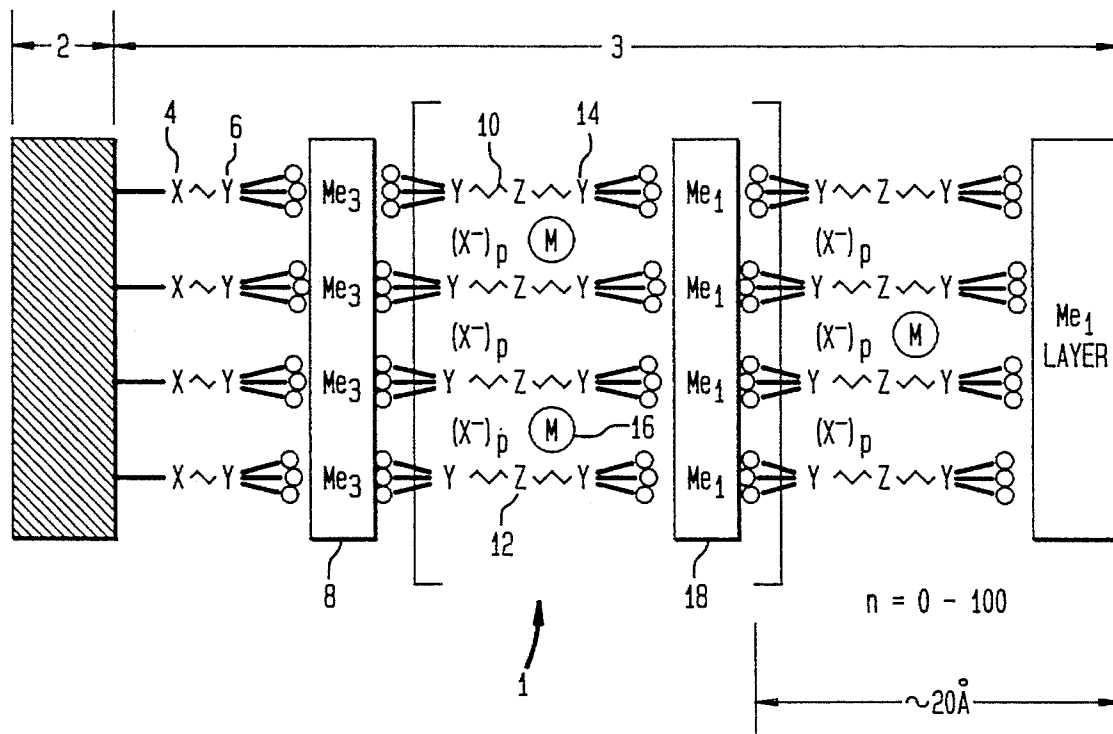 2 3
4 6 10 14
X Y Me3 Y Z Y Me1 Y Z Y
(X−)p M (X−)p
X Y Me3 Y Z Y Me1 Y Z Y
(X−)p (X−)p M
Me1
LAYER
X Y Me3 Y Z Y Me1 Y Z Y
(X−)p M 16 (X−)p
X Y Me3 Y Z Y Me1 Y Z Y
12
8 18
n = 0 - 100
1
~20Å